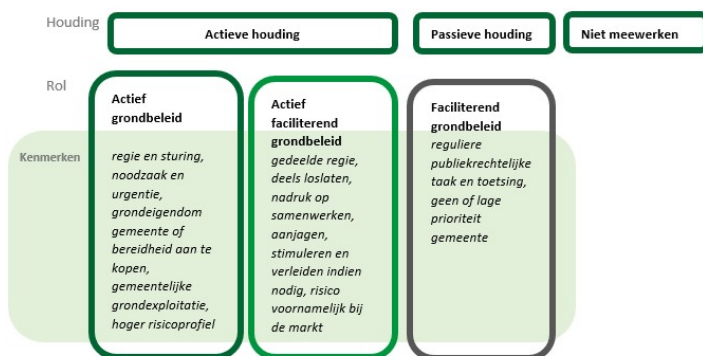 Houding
Actieve houding
Passieve houding
Niet meewerken
Rol
Actief
grondbeleid
Actief
faciliterend
grondbeleid
Faciliterend
grondbeleid
Kenmerken
regie en sturing,
noodzaak en
urgentie,
grondeigendom
gemeente of
bereidheid aan te
kopen,
gemeentelijke
grondexploitatie,
hoger risicoprofiel
gedeelde regie,
deels loslaten,
nadruk op
samenwerken,
aanjagen,
stimuleren en
verleiden indien
nodig, risico
voornamelijk bij
de markt
reguliere
publiekrechtelijke
taak en toetsing,
geen of lage
prioriteit
gemeente